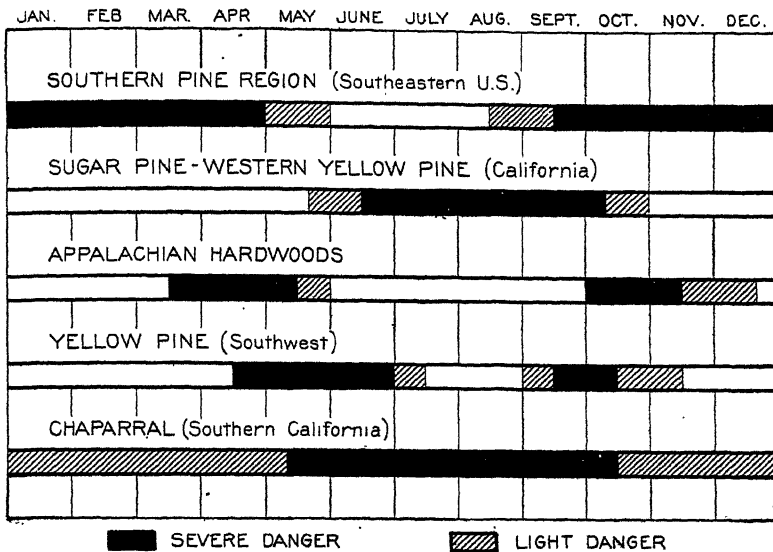 JAN. FEB MAR. APR MAY JUNE JULY AUG. SEPT. OCT. NOV. DEC.
SOUTHERN PINE REGION (Southeastern U.S.)
SUGAR PINE-WESTERN YELLOW PINE (California)
APPALACHIAN HARDWOODS
YELLOW PINE (Southwest)
CHAPARRAL (Southern California)
SEVERE DANGER LIGHT DANGER